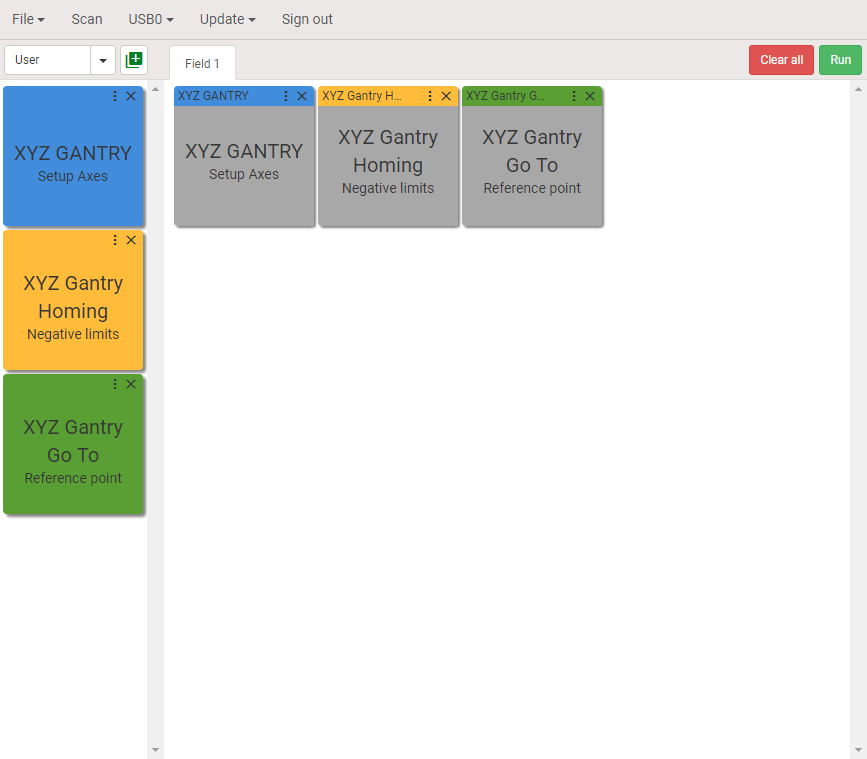 File Scan USB0 Update Sign out
User Field 1 Clear all Run
XYZ GANTRY
Setup Axes
XYZ Gantry
Homing
Negative limits
XYZ Gantry
Go To
Reference point
XYZ GANTRY
XYZ GANTRY
Setup Axes
XYZ Gantry H...
XYZ Gantry
Homing
Negative limits
XYZ Gantry G...
XYZ Gantry
Go To
Reference point